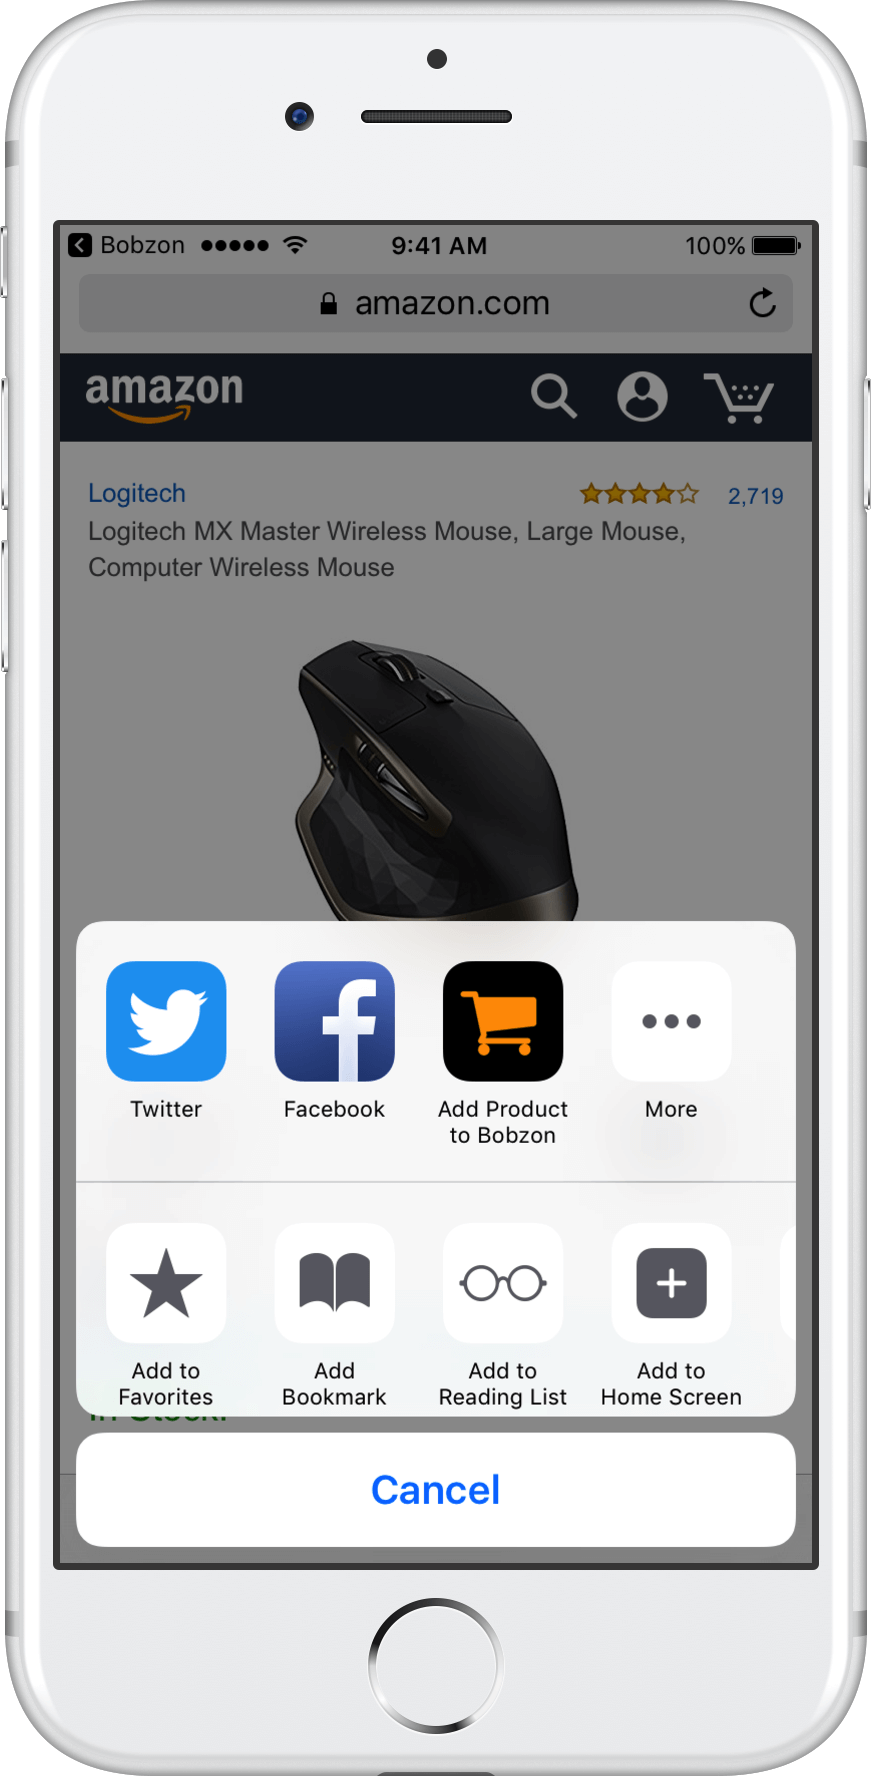 Bobzon 9:41 AM 100%
amazon.com
amazon
Logitech 2,719
Logitech MX Master Wireless Mouse, Large Mouse,
Computer Wireless Mouse
Twitter Facebook Add Product More
to Bobzon
Add to Add Add to Add to
Favorites Bookmark Reading List Home Screen
In Stock.
Cancel